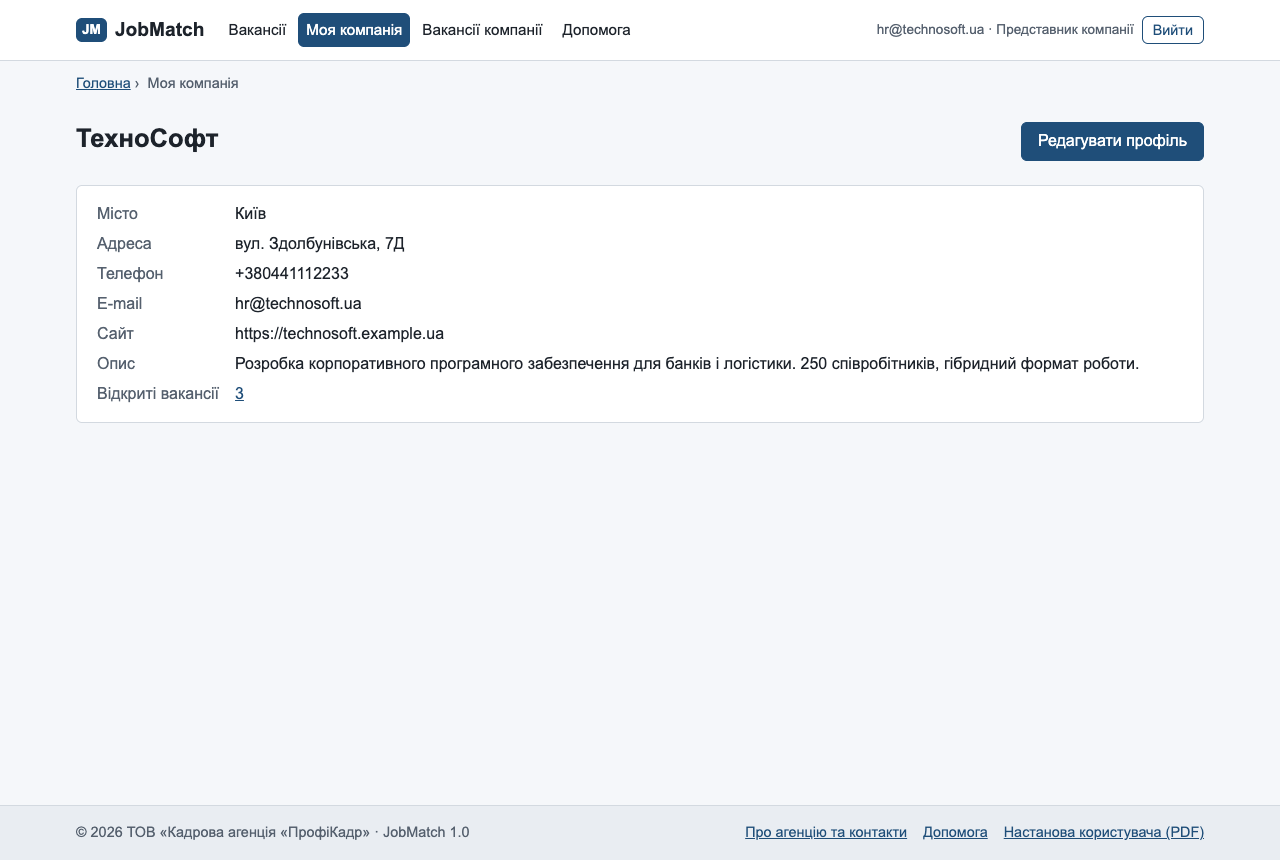 JM JobMatch Вакансії Моя компанія Вакансії компанії Допомога hr@technosoft.ua · Представник компанії Вийти
Головна › Моя компанія
ТехноСофт Редагувати профіль
Місто Київ
Адреса вул. Здолбунівська, 7Д
Телефон +380441112233
E-mail hr@technosoft.ua
Сайт https://technosoft.example.ua
Опис Розробка корпоративного програмного забезпечення для банків і логістики. 250 співробітників, гібридний формат роботи.
Відкриті вакансії 3
© 2026 ТОВ «Кадрова агенція «ПрофіКадр» · JobMatch 1.0 Про агенцію та контакти Допомога Настанова користувача (PDF)